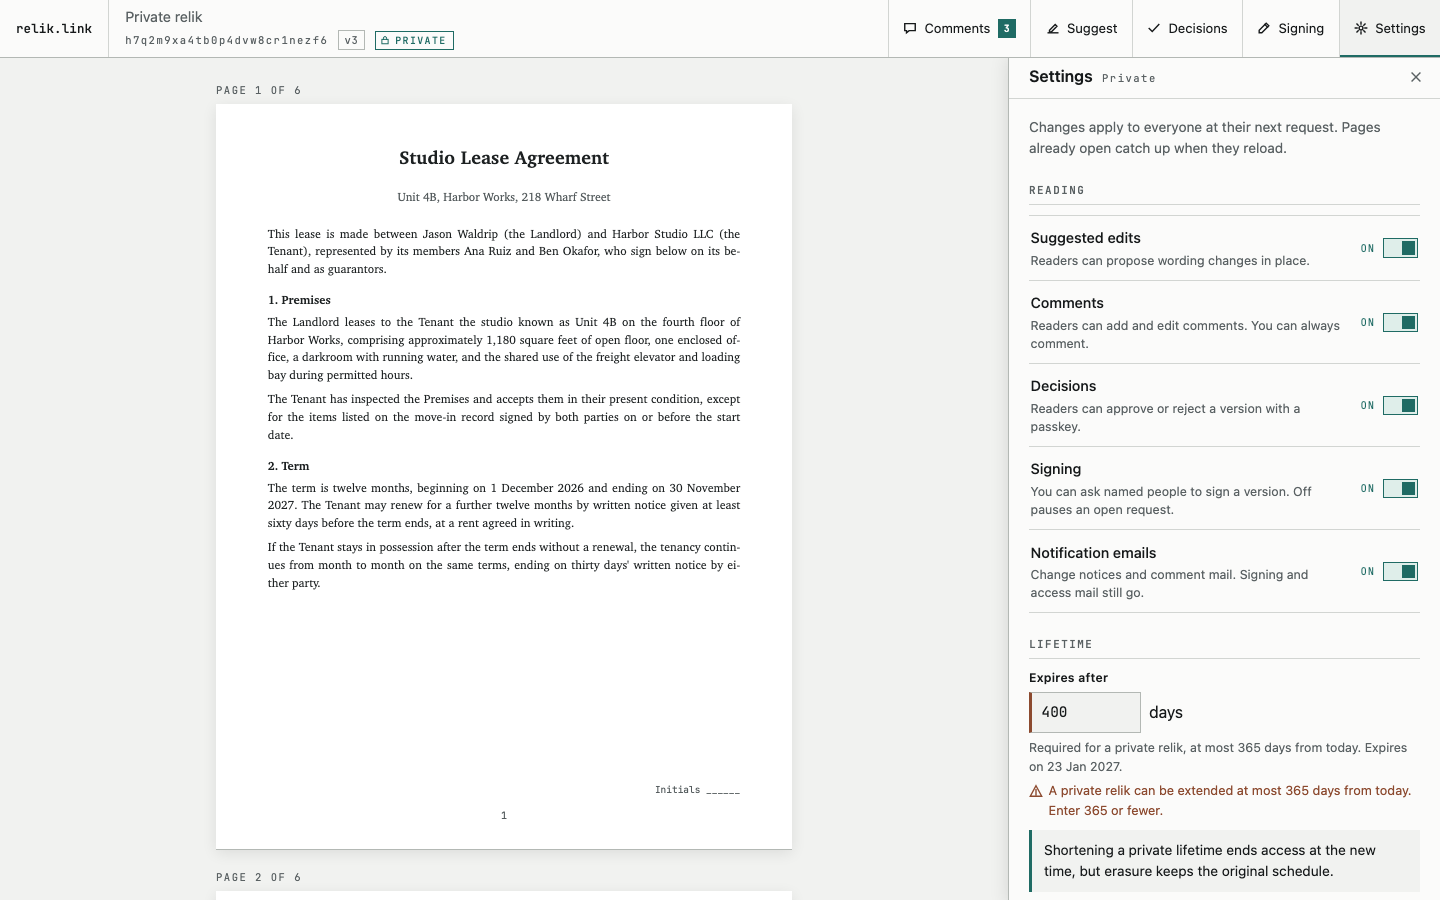 relik.link
Private relik
h7q2m9xa4tb0p4dvw8cr1nezf6 v3 PRIVATE
Comments 3
Suggest
Decisions
Signing
Settings
PAGE 1 OF 6
Studio Lease Agreement
Unit 4B, Harbor Works, 218 Wharf Street
This lease is made between Jason Waldrip (the Landlord) and Harbor Studio LLC (the
Tenant), represented by its members Ana Ruiz and Ben Okafor, who sign below on its be-
half and as guarantors.
1. Premises
The Landlord leases to the Tenant the studio known as Unit 4B on the fourth floor of
Harbor Works, comprising approximately 1,180 square feet of open floor, one enclosed of-
fice, a darkroom with running water, and the shared use of the freight elevator and loading
bay during permitted hours.
The Tenant has inspected the Premises and accepts them in their present condition, except
for the items listed on the move-in record signed by both parties on or before the start
date.
2. Term
The term is twelve months, beginning on 1 December 2026 and ending on 30 November
2027. The Tenant may renew for a further twelve months by written notice given at least
sixty days before the term ends, at a rent agreed in writing.
If the Tenant stays in possession after the term ends without a renewal, the tenancy contin-
ues from month to month on the same terms, ending on thirty days' written notice by ei-
ther party.
Initials ______
1
PAGE 2 OF 6
Settings Private
Changes apply to everyone at their next request. Pages
already open catch up when they reload.
READING
Suggested edits
Readers can propose wording changes in place.
ON
Comments
Readers can add and edit comments. You can always
comment.
ON
Decisions
Readers can approve or reject a version with a
passkey.
ON
Signing
You can ask named people to sign a version. Off
pauses an open request.
ON
Notification emails
Change notices and comment mail. Signing and
access mail still go.
ON
LIFETIME
Expires after
400 days
Required for a private relik, at most 365 days from today. Expires
on 23 Jan 2027.
A private relik can be extended at most 365 days from today.
Enter 365 or fewer.
Shortening a private lifetime ends access at the new
time, but erasure keeps the original schedule.